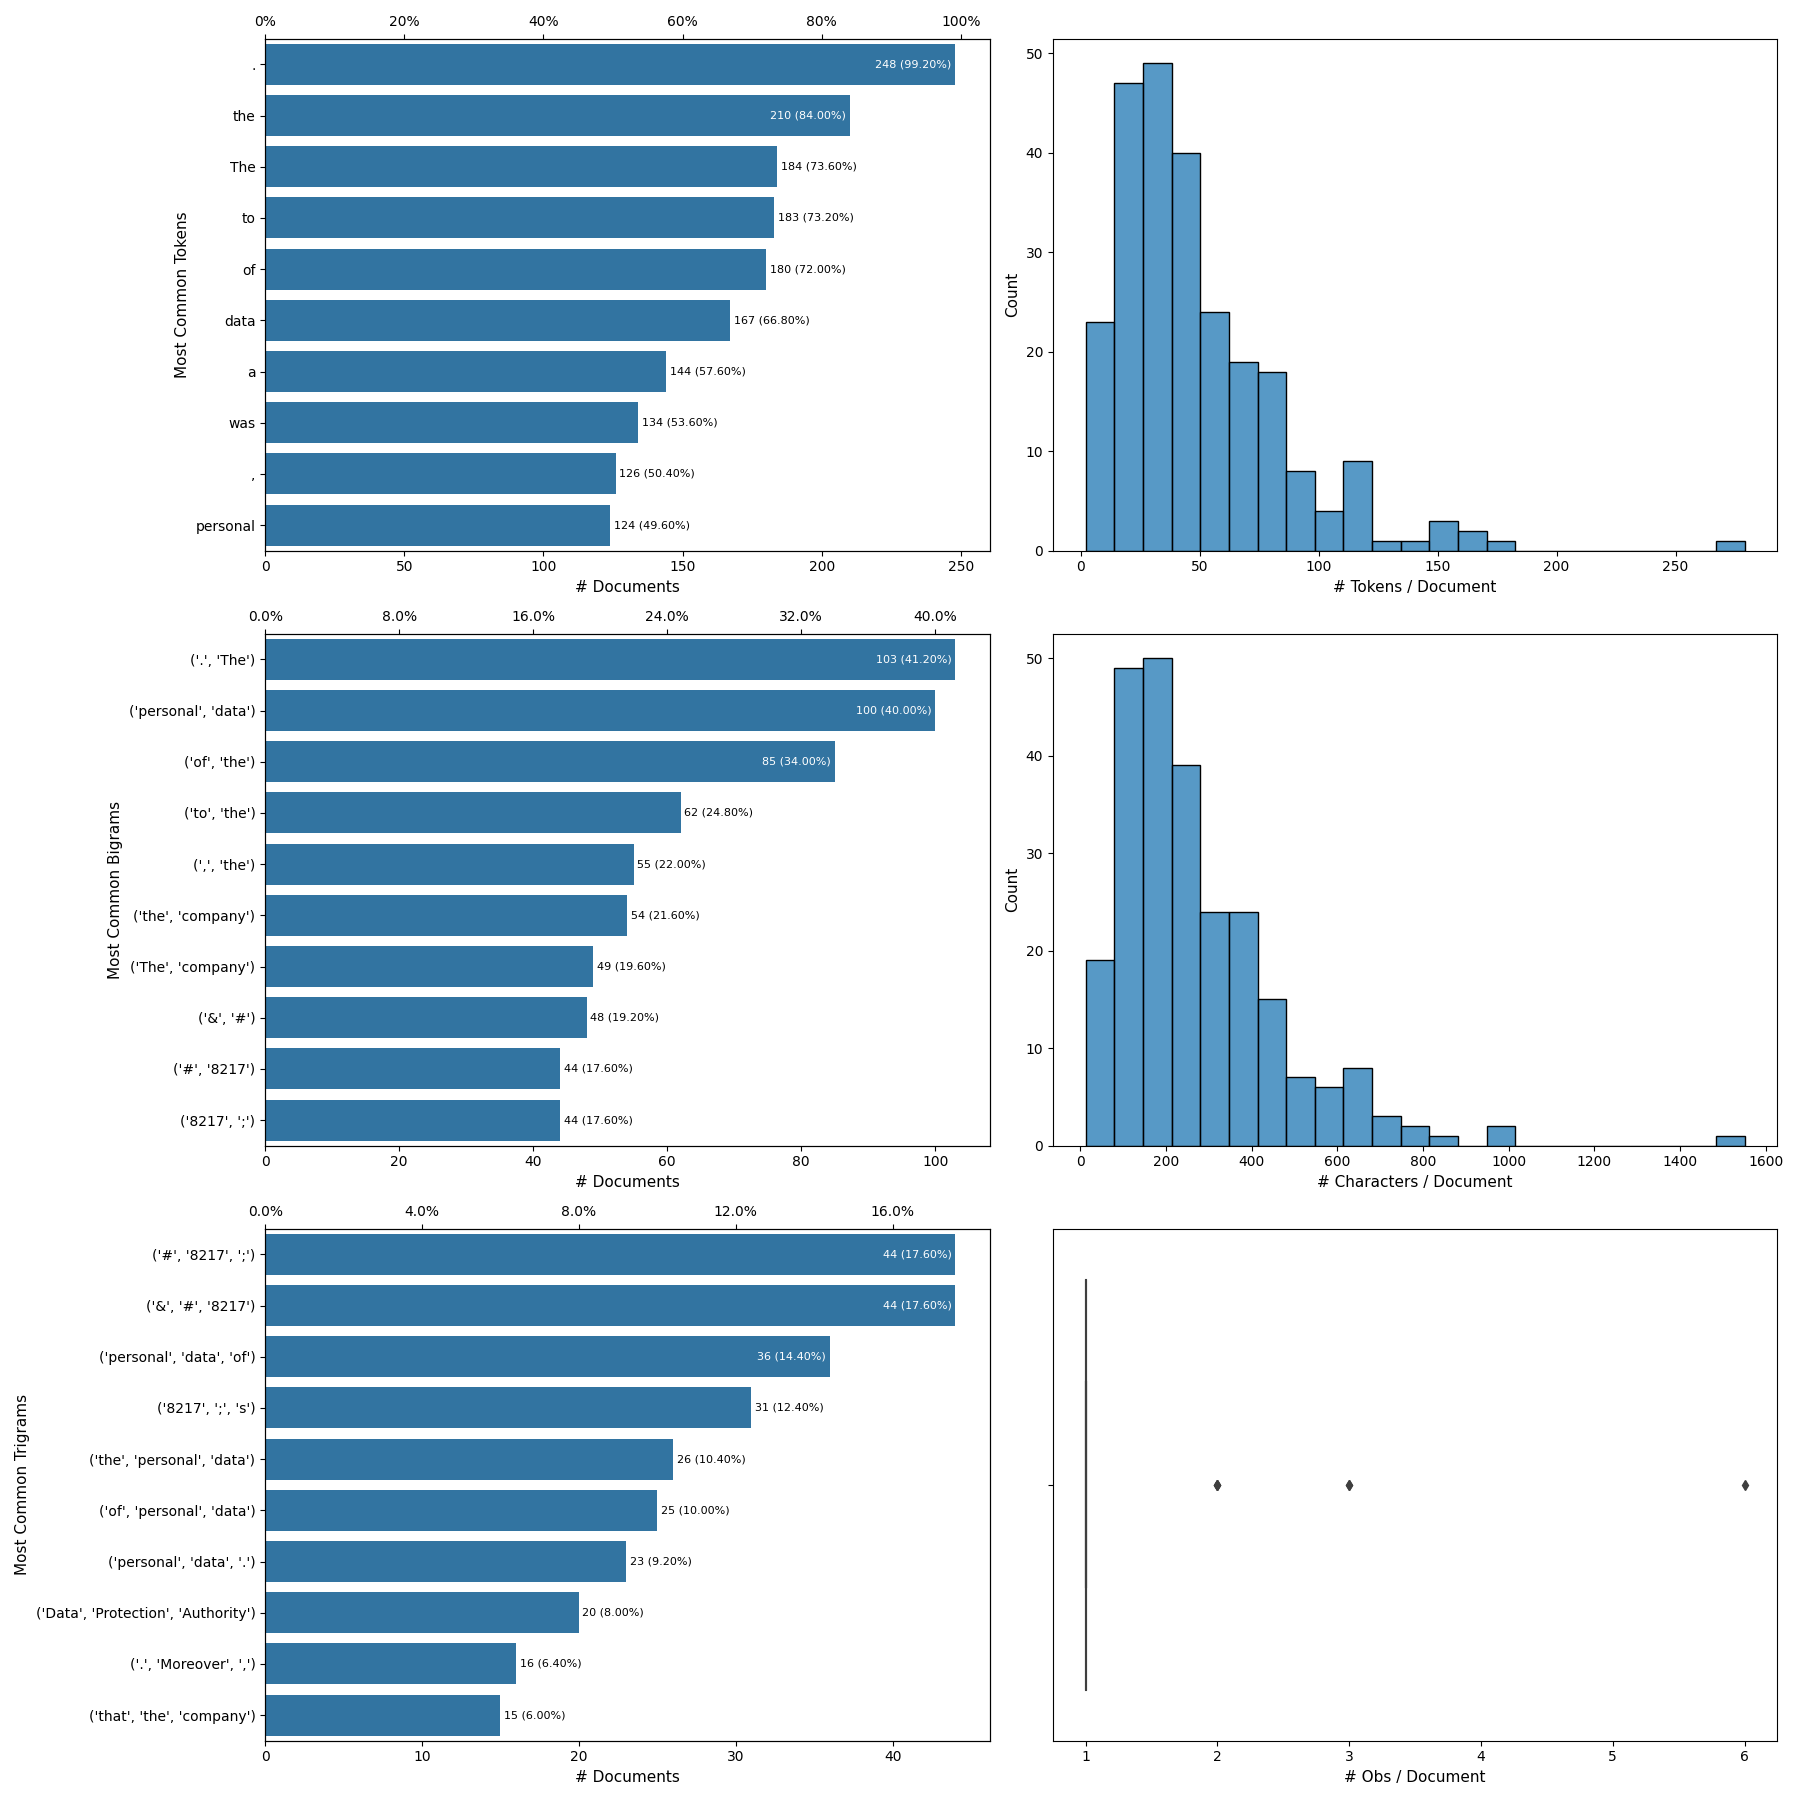 0% 20% 40% 60% 80% 100%
Most Common Tokens
. 248 (99.20%)
the 210 (84.00%)
The 184 (73.60%)
to 183 (73.20%)
of 180 (72.00%)
data 167 (66.80%)
a 144 (57.60%)
was 134 (53.60%)
, 126 (50.40%)
personal 124 (49.60%)
0 50 100 150 200 250
# Documents
Count
50
40
30
20
10
0
0 50 100 150 200 250
# Tokens / Document
0.0% 8.0% 16.0% 24.0% 32.0% 40.0%
Most Common Bigrams
('.', 'The') 103 (41.20%)
('personal', 'data') 100 (40.00%)
('of', 'the') 85 (34.00%)
('to', 'the') 62 (24.80%)
(',', 'the') 55 (22.00%)
('the', 'company') 54 (21.60%)
('The', 'company') 49 (19.60%)
('&', '#') 48 (19.20%)
('#', '8217') 44 (17.60%)
('8217', ';') 44 (17.60%)
0 20 40 60 80 100
# Documents
Count
50
40
30
20
10
0
0 200 400 600 800 1000 1200 1400 1600
# Characters / Document
0.0% 4.0% 8.0% 12.0% 16.0%
Most Common Trigrams
('#', '8217', ';') 44 (17.60%)
('&', '#', '8217') 44 (17.60%)
('personal', 'data', 'of') 36 (14.40%)
('8217', ';', 's') 31 (12.40%)
('the', 'personal', 'data') 26 (10.40%)
('of', 'personal', 'data') 25 (10.00%)
('personal', 'data', '.') 23 (9.20%)
('Data', 'Protection', 'Authority') 20 (8.00%)
('.', 'Moreover', ',') 16 (6.40%)
('that', 'the', 'company') 15 (6.00%)
0 10 20 30 40
# Documents
1 2 3 4 5 6
# Obs / Document